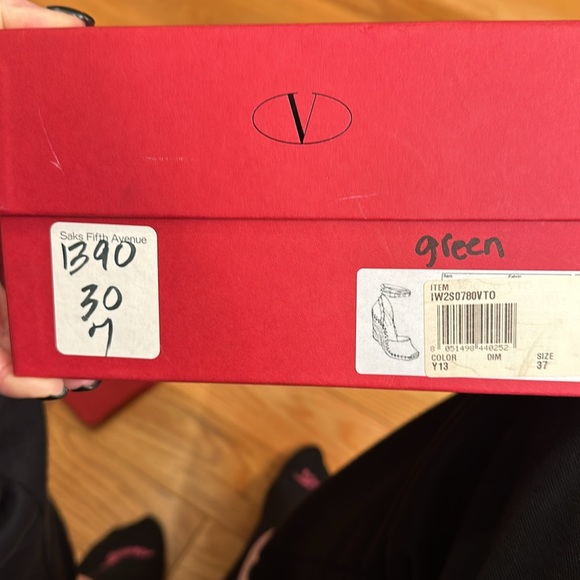 V
Saks Fifth Avenue
1390
30
7
green
ITEM
IW2S0780VTO
8 051498 440252
COLOR DIM SIZE
Y13 37